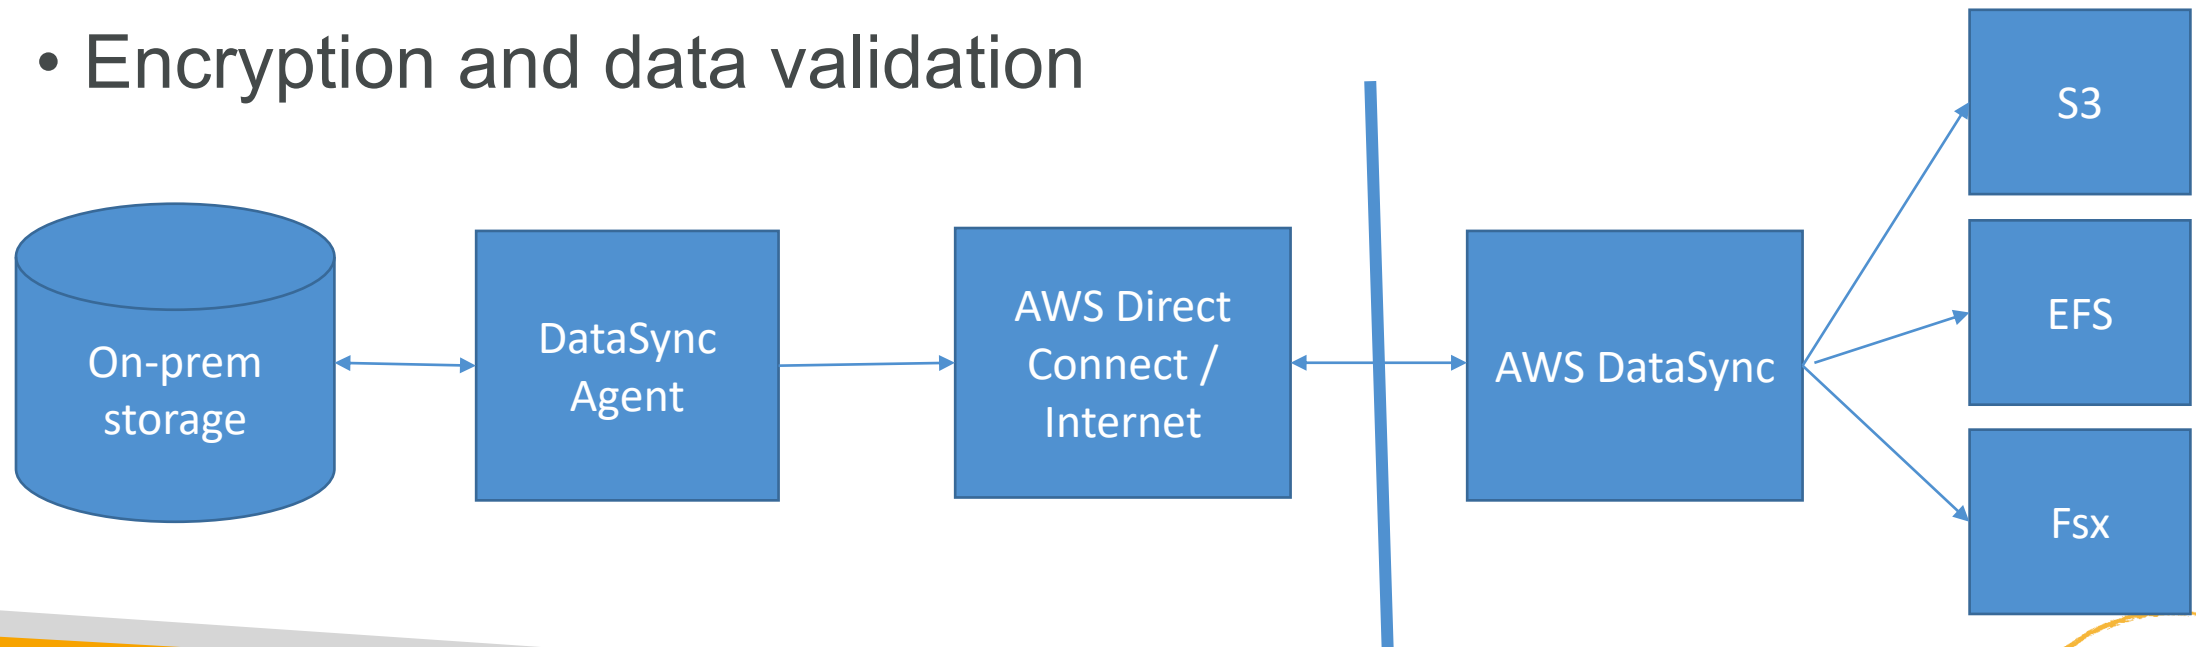 • Encryption and data validation
On-prem
storage
DataSync
Agent
AWS Direct
Connect /
Internet
AWS DataSync
S3
EFS
Fsx